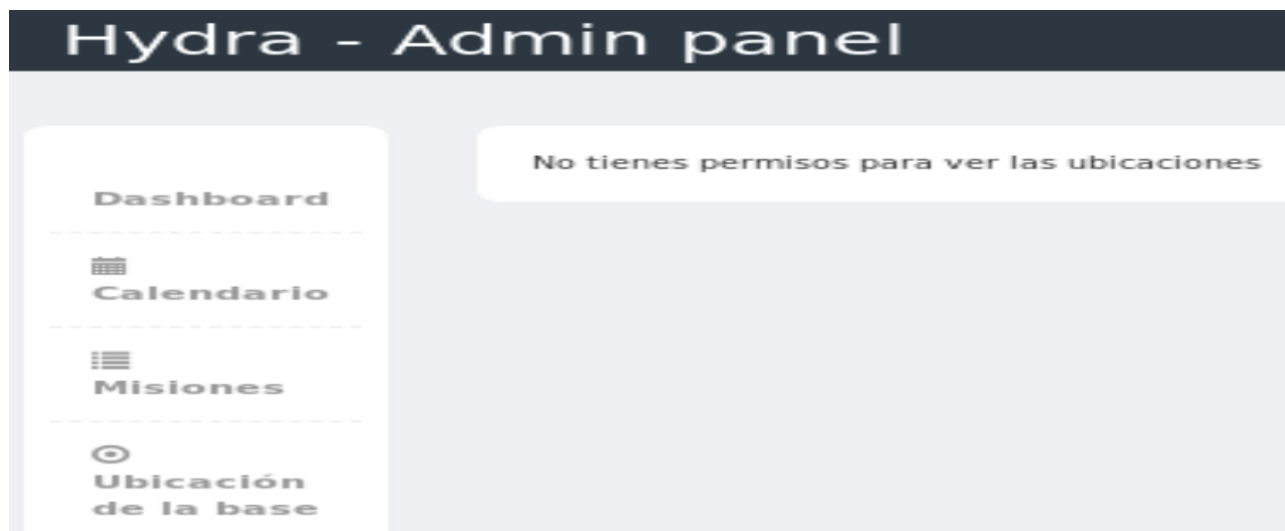 Hydra - Admin panel
No tienes permisos para ver las ubicaciones
Dashboard
Calendario
Misiones
Ubicación
de la base